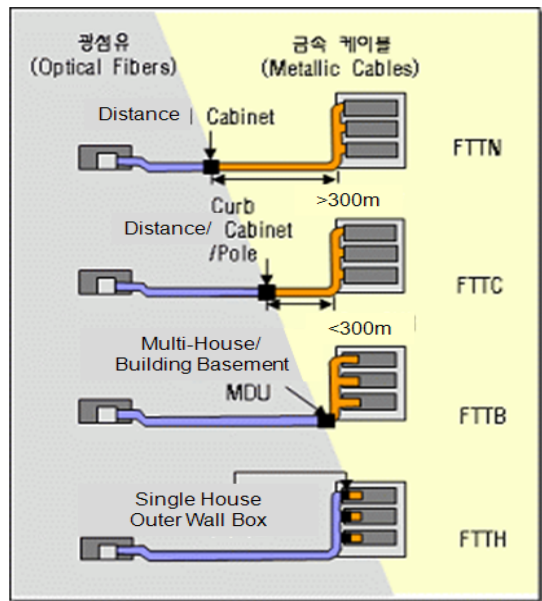 광섬유
(Optical Fibers)
금속 케이블
(Metallic Cables)
Distance | Cabinet
FTTN
>300m
Curb
Distance/ Cabinet
/Pole
FTTC
<300m
Multi-House/
Building Basement
MDU
FTTB
Single House
Outer Wall Box
FTTH